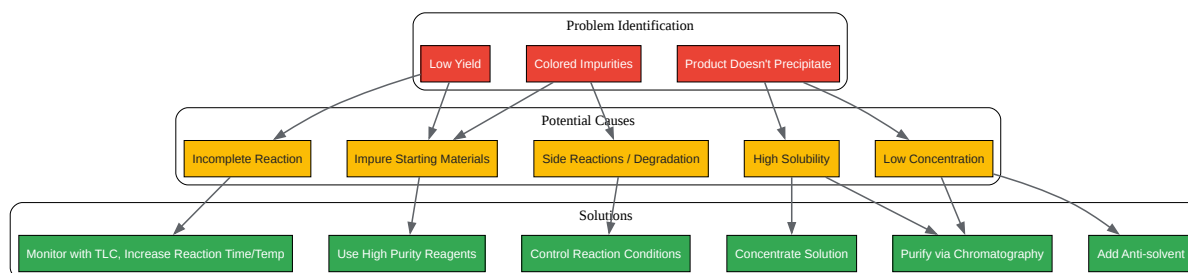 Problem Identification
Low Yield
Colored Impurities
Product Doesn't Precipitate
Potential Causes
Incomplete Reaction
Impure Starting Materials
Side Reactions / Degradation
High Solubility
Low Concentration
Solutions
Monitor with TLC, Increase Reaction Time/Temp
Use High Purity Reagents
Control Reaction Conditions
Concentrate Solution
Purify via Chromatography
Add Anti-solvent